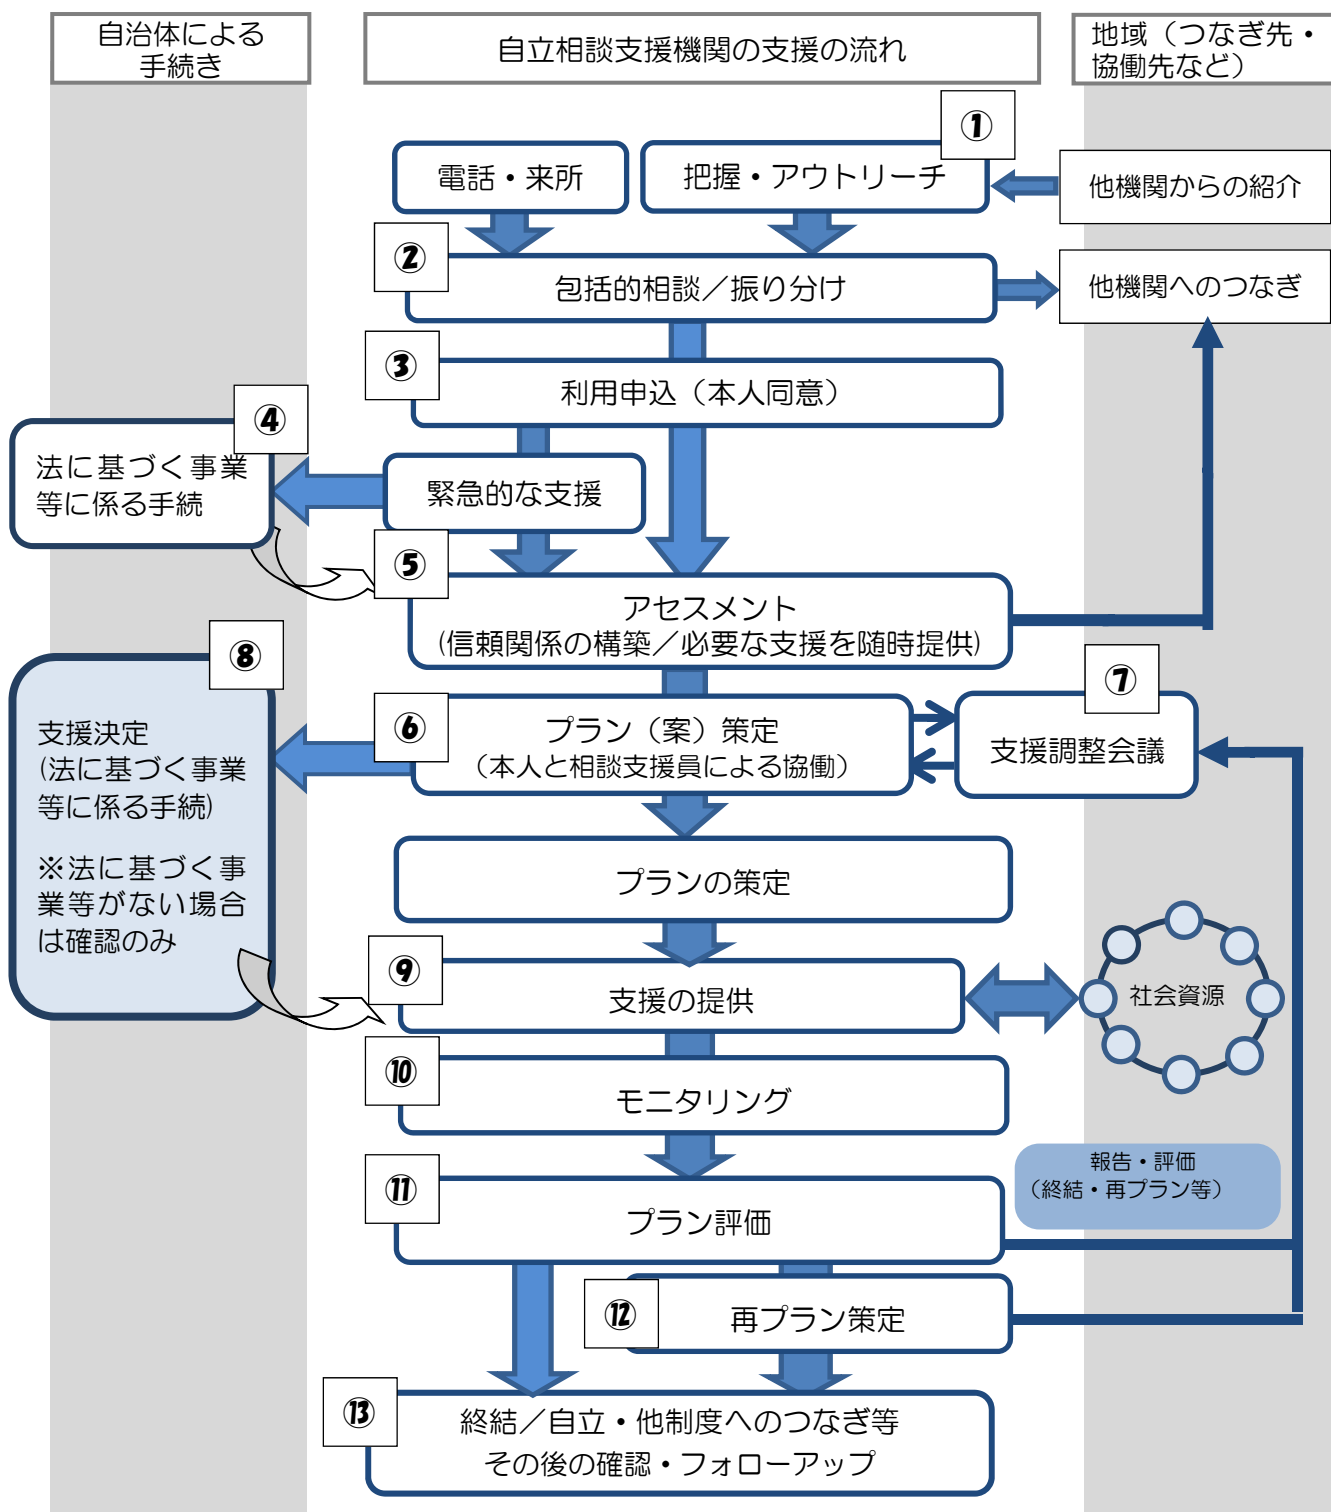 自治体による
手続き
自立相談支援機関の支援の流れ
地域（つなぎ先・
協働先など）
①
電話・来所
把握・アウトリーチ
他機関からの紹介
②
包括的相談／振り分け
他機関へのつなぎ
③
利用申込（本人同意）
④
法に基づく事業
等に係る手続
緊急的な支援
⑤
アセスメント
(信頼関係の構築／必要な支援を随時提供)
⑧
支援決定
(法に基づく事業
等に係る手続)
※法に基づく事
業等がない場合
は確認のみ
⑥
プラン（案）策定
（本人と相談支援員による協働）
⑦
支援調整会議
プランの策定
⑨
支援の提供
社会資源
⑩
モニタリング
報告・評価
（終結・再プラン等）
⑪
プラン評価
⑫
再プラン策定
⑬
終結／自立・他制度へのつなぎ等
その後の確認・フォローアップ